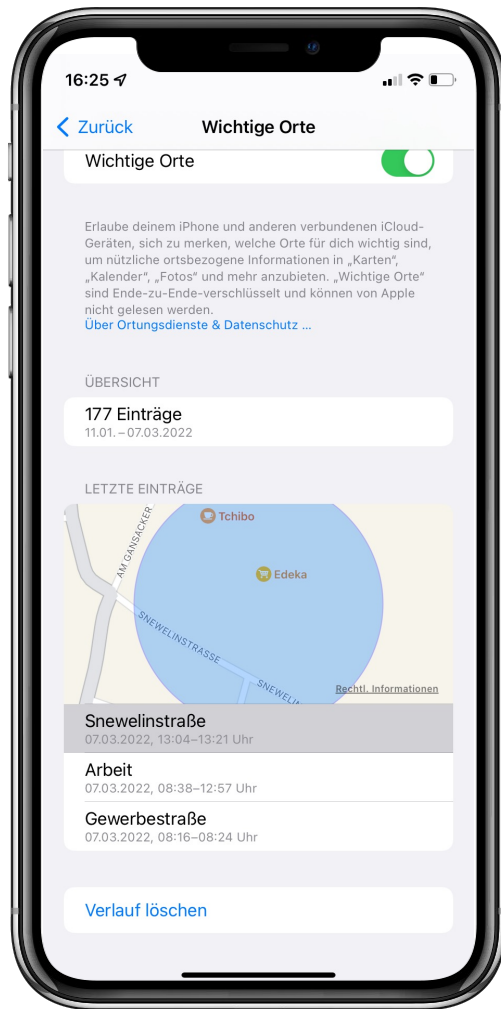 16:25
Zurück
Wichtige Orte
Wichtige Orte
Erlaube deinem iPhone und anderen verbundenen iCloud-
Geräten, sich zu merken, welche Orte für dich wichtig sind,
um nützliche ortsbezogene Informationen in „Karten“,
„Kalender“, „Fotos“ und mehr anzubieten. „Wichtige Orte“
sind Ende-zu-Ende-verschlüsselt und können von Apple
nicht gelesen werden.
Über Ortungsdienste & Datenschutz ...
ÜBERSICHT
177 Einträge
11.01. – 07.03.2022
LETZTE EINTRÄGE
Tchibo
AM GANSACKER
Edeka
SNEWELINSTRASSE
SNEWELIN
Rechtl. Informationen
Snewelinstraße
07.03.2022, 13:04–13:21 Uhr
Arbeit
07.03.2022, 08:38–12:57 Uhr
Gewerbestraße
07.03.2022, 08:16–08:24 Uhr
Verlauf löschen